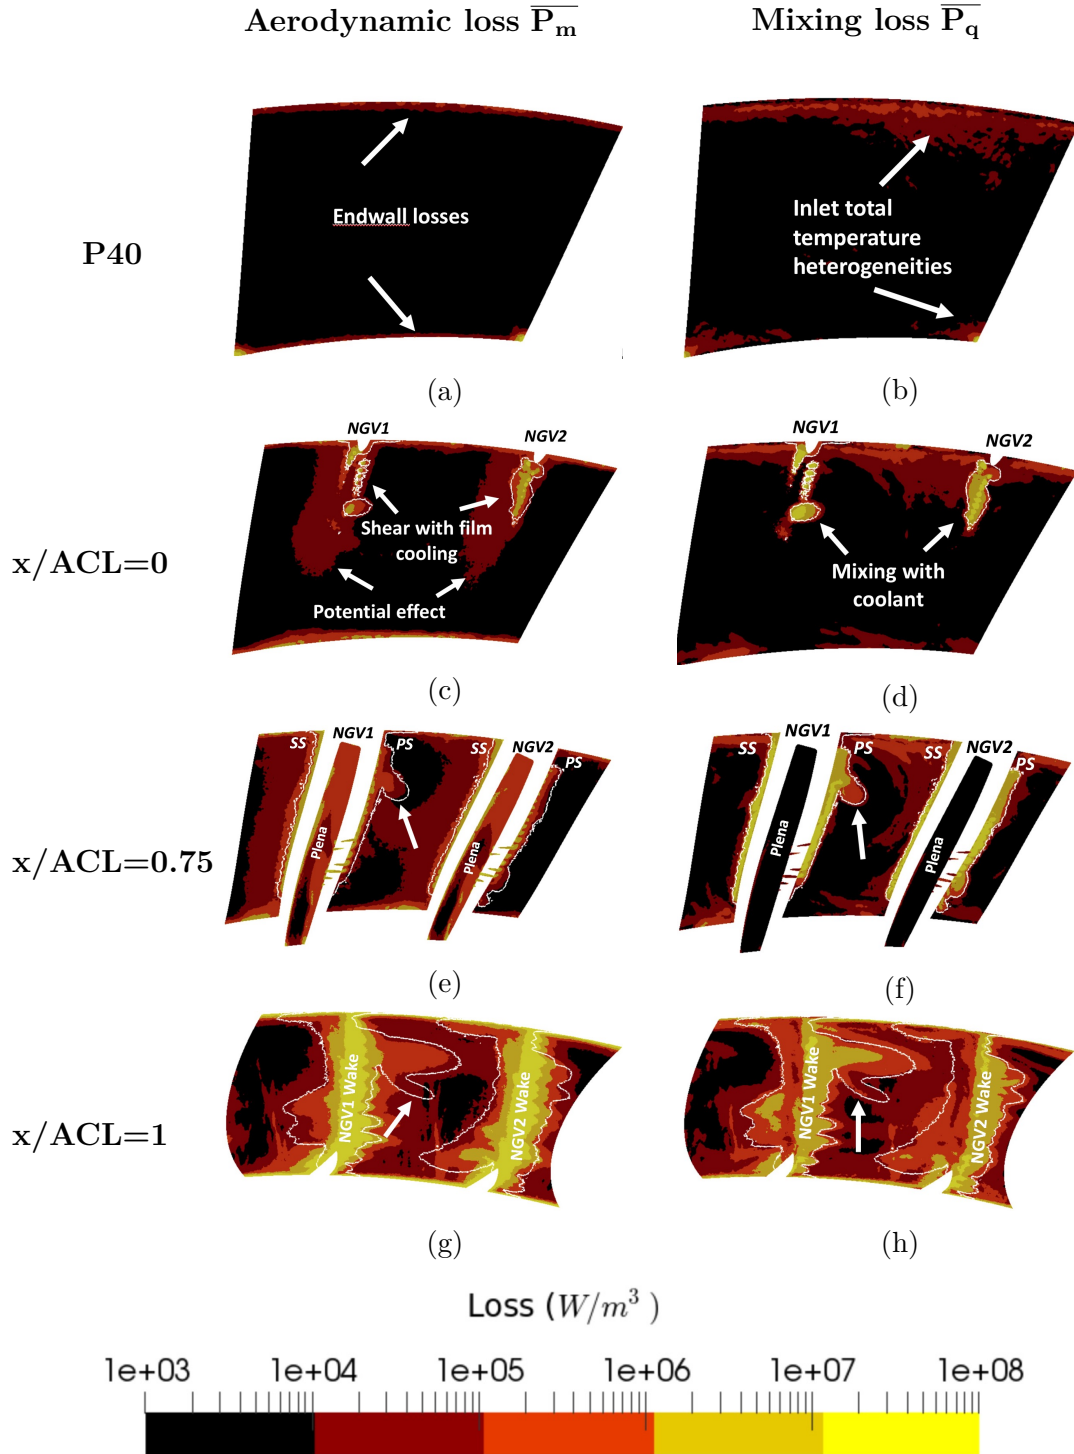 Aerodynamic loss P̅m̅
Mixing loss P̅q̅
P40
Endwall losses
Inlet total
temperature
heterogeneities
(a)
(b)
x/ACL=0
NGV1
NGV2
Shear with film
cooling
Potential effect
NGV1
NGV2
Mixing with
coolant
(c)
(d)
x/ACL=0.75
SS
NGV1
PS
SS
NGV2
PS
Plena
Plena
SS
NGV1
PS
SS
NGV2
PS
Plena
Plena
(e)
(f)
x/ACL=1
NGV1 Wake
NGV2 Wake
NGV1 Wake
NGV2 Wake
(g)
(h)
Loss (W/m³ )
1e+03 1e+04 1e+05 1e+06 1e+07 1e+08